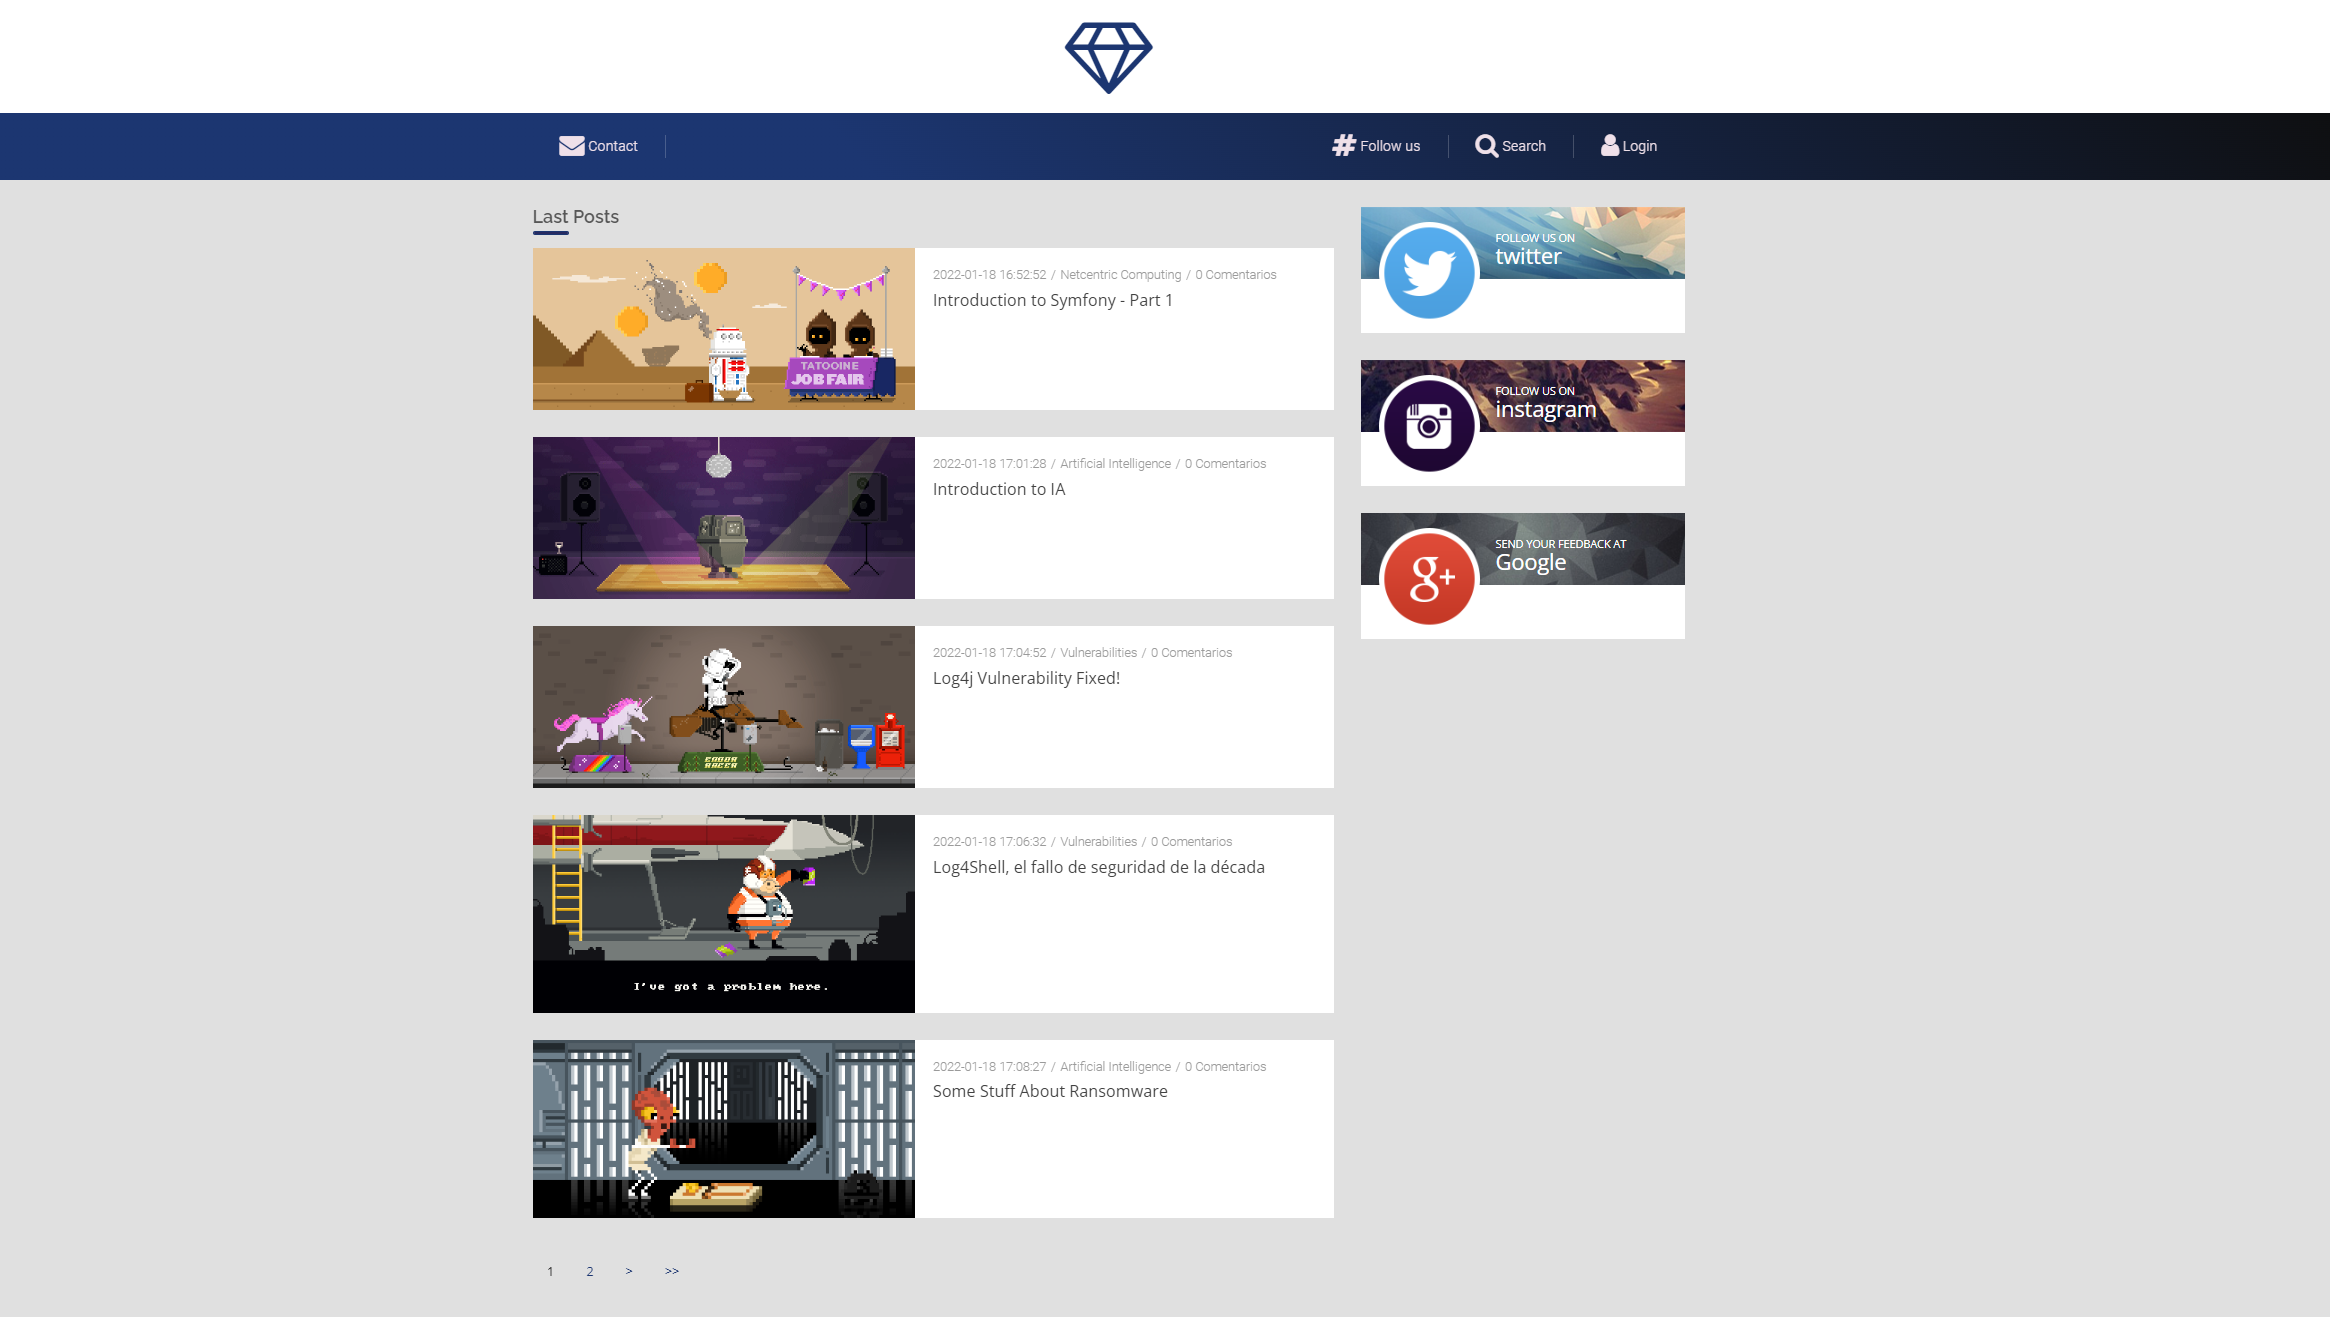 Contact
Follow us
Search
Login
Last Posts
2022-01-18 16:52:52 / Netcentric Computing / 0 Comentarios
Introduction to Symfony - Part 1
TATOOINE
JOB FAIR
2022-01-18 17:01:28 / Artificial Intelligence / 0 Comentarios
Introduction to IA
2022-01-18 17:04:52 / Vulnerabilities / 0 Comentarios
Log4j Vulnerability Fixed!
2022-01-18 17:06:32 / Vulnerabilities / 0 Comentarios
Log4Shell, el fallo de seguridad de la década
I've got a problem here.
2022-01-18 17:08:27 / Artificial Intelligence / 0 Comentarios
Some Stuff About Ransomware
1 2 > >>
FOLLOW US ON
twitter
FOLLOW US ON
instagram
SEND YOUR FEEDBACK AT
Google
g+